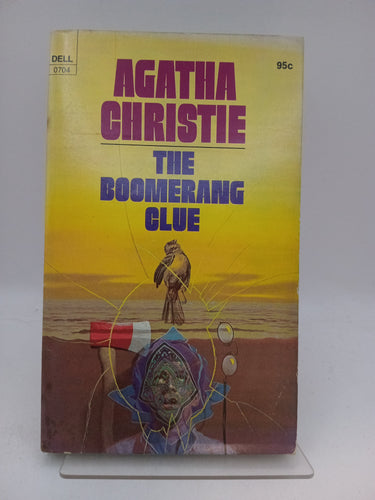 DELL
0704
95c
AGATHA
CHRISTIE
THE
BOOMERANG
CLUE